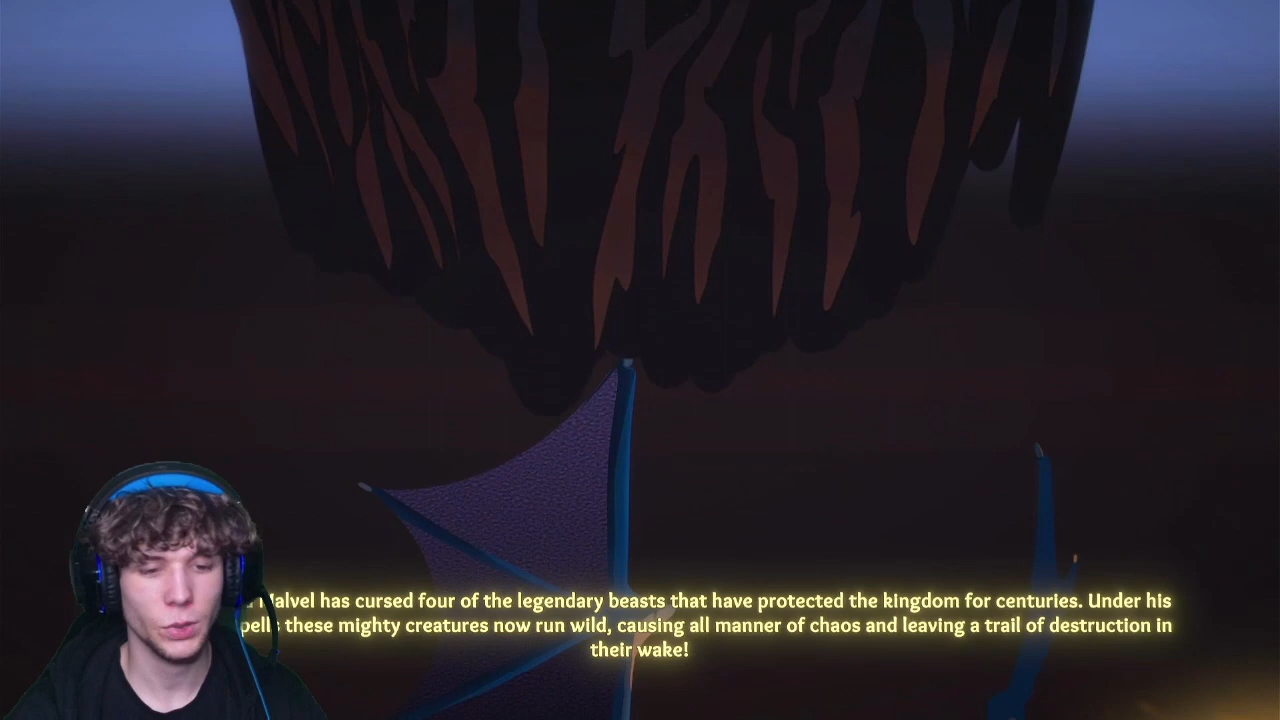 Malvel has cursed four of the legendary beasts that have protected the kingdom for centuries. Under his
these mighty creatures now run wild, causing all manner of chaos and leaving a trail of destruction in
their wake!